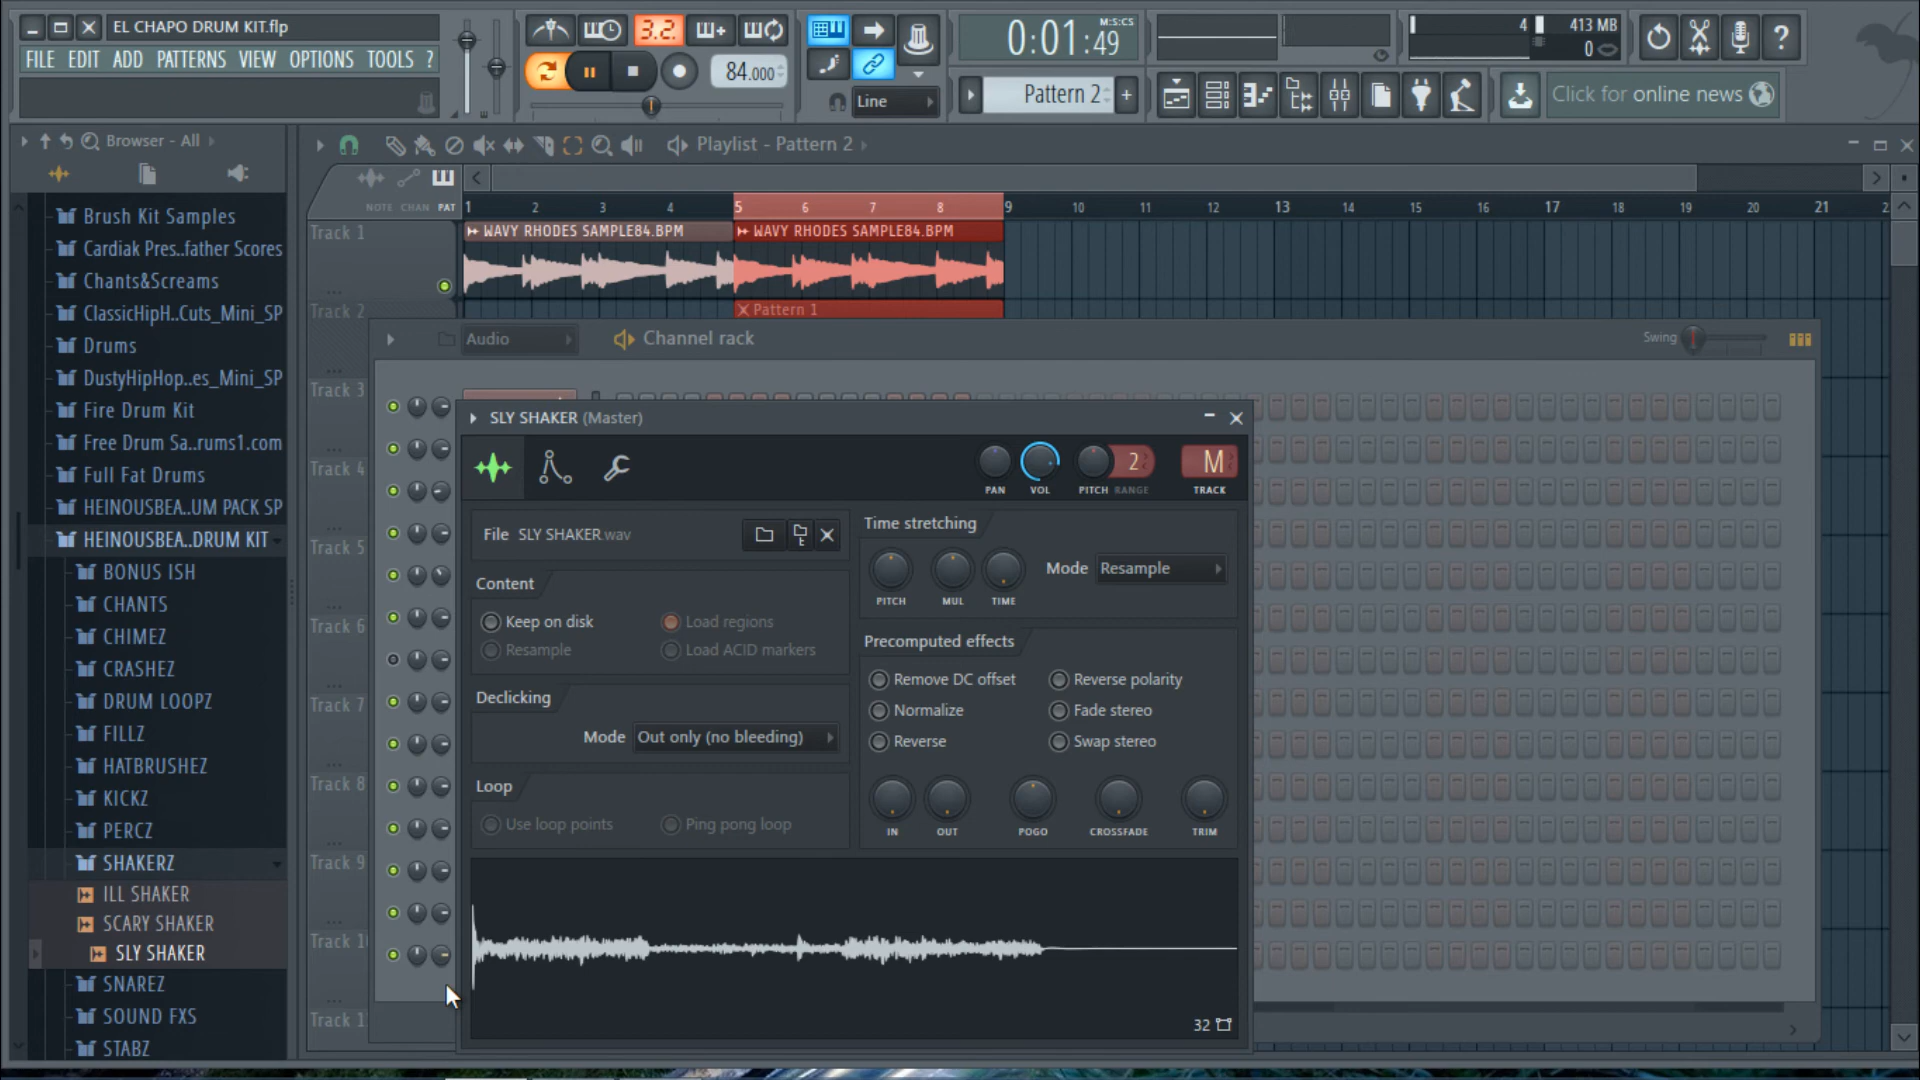 EL CHAPO DRUM KIT.flp
FILE EDIT ADD PATTERNS VIEW OPTIONS TOOLS ?
3.2.
84.000
Line
0:01:49
M:S:CS
Pattern 2
4
413 MB
0
Click for online news
Browser - All
Playlist - Pattern 2
NOTE CHAN PAT
1 2 3 4 5 6 7 8 9 10 11 12 13 14 15 16 17 18 19 20 21
Brush Kit Samples
Cardiak Pres..father Scores
Chants&Screams
ClassicHipH..Cuts_Mini_SP
Drums
DustyHipHop..es_Mini_SP
Fire Drum Kit
Free Drum Sa..rums1.com
Full Fat Drums
HEINOUSBEA..UM PACK SP
HEINOUSBEA..DRUM KIT
BONUS ISH
CHANTS
CHIMEZ
CRASHEZ
DRUM LOOPZ
FILLZ
HATBRUSHEZ
KICKZ
PERCZ
SHAKERZ
ILL SHAKER
SCARY SHAKER
SLY SHAKER
SNAREZ
SOUND FXS
STABZ
Track 1
WAVY RHODES SAMPLE84.BPM
WAVY RHODES SAMPLE84.BPM
Track 2
Pattern 1
Track 3
Track 4
Track 5
Track 6
Track 7
Track 8
Track 9
Audio
Channel rack
Swing
SLY SHAKER (Master)
PAN
VOL
PITCH
2
RANGE
M
TRACK
File SLY SHAKER.wav
Content
Keep on disk
Load regions
Resample
Load ACID markers
Declicking
Mode
Out only (no bleeding)
Loop
Use loop points
Ping pong loop
Time stretching
PITCH
MUL
TIME
Mode
Resample
Precomputed effects
Remove DC offset
Reverse polarity
Normalize
Fade stereo
Reverse
Swap stereo
IN
OUT
POGO
CROSSFADE
TRIM
32